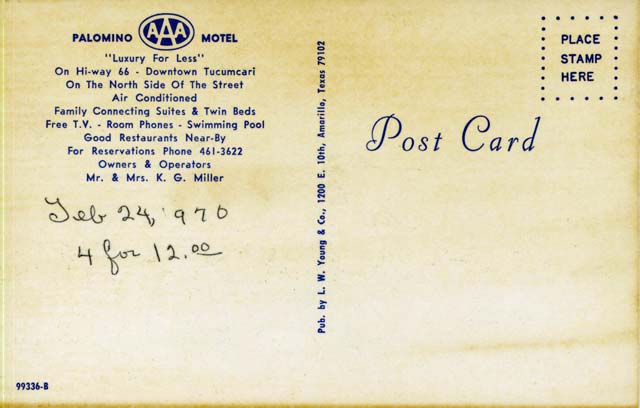 PALOMINO AAA MOTEL
"Luxury For Less"
On Hi-way 66 - Downtown Tucumcari
On The North Side Of The Street
Air Conditioned
Family Connecting Suites & Twin Beds
Free T.V. - Room Phones - Swimming Pool
Good Restaurants Near-By
For Reservations Phone 461-3622
Owners & Operators
Mr. & Mrs. K. G. Miller
Feb 24, '970
4 for 12.00
99336-B
Pub. by L. W. Young & Co., 1200 E. 10th, Amarillo, Texas 79102
Post Card
PLACE
STAMP
HERE